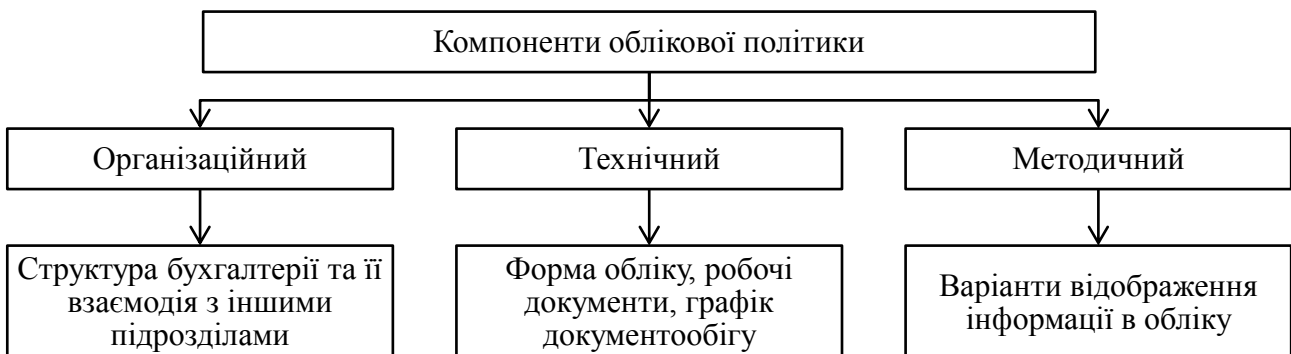 Компоненти облікової політики
Організаційний
Технічний
Методичний
Структура бухгалтерії та її
взаємодія з іншими
підрозділами
Форма обліку, робочі
документи, графік
документообігу
Варіанти відображення
інформації в обліку